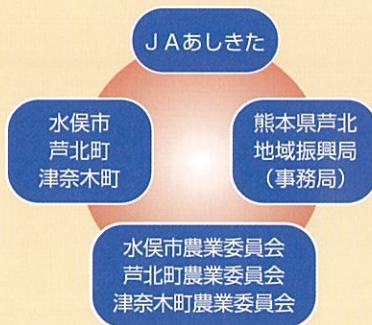 ＪＡあしきた
水俣市
芦北町
津奈木町
熊本県芦北
地域振興局
（事務局）
水俣市農業委員会
芦北町農業委員会
津奈木町農業委員会